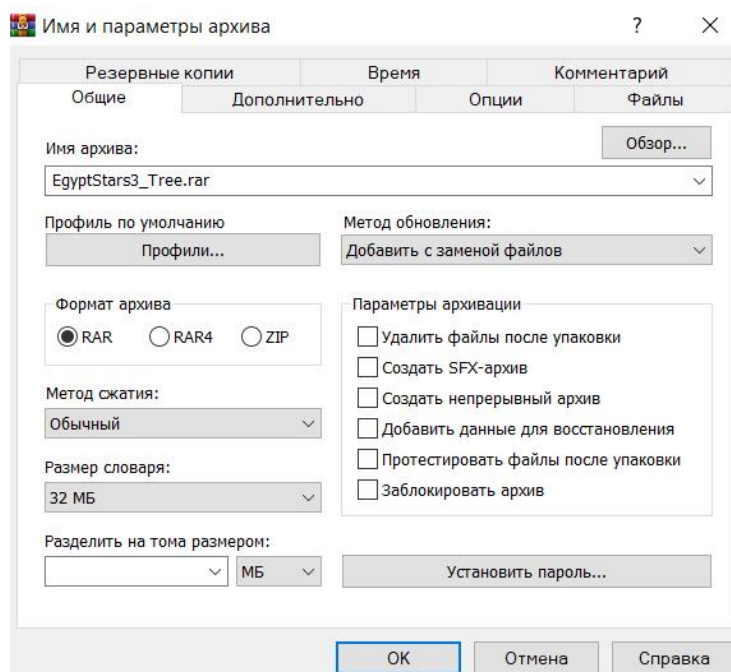 Имя и параметры архива
Резервные копии Время Комментарий
Общие Дополнительно Опции Файлы
Имя архива:
Обзор...
EgyptStars3_Tree.rar
Профиль по умолчанию
Профили...
Метод обновления:
Добавить с заменой файлов
Формат архива
RAR RAR4 ZIP
Метод сжатия:
Обычный
Размер словаря:
32 МБ
Разделить на тома размером:
МБ
Параметры архивации
Удалить файлы после упаковки
Создать SFX-архив
Создать непрерывный архив
Добавить данные для восстановления
Протестировать файлы после упаковки
Заблокировать архив
Установить пароль...
OK Отмена Справка